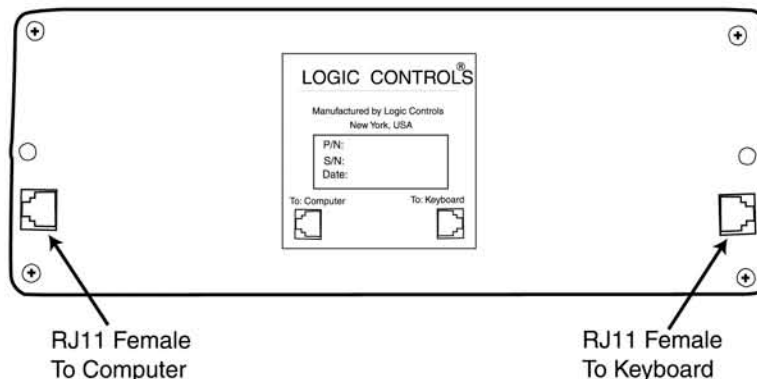 LOGIC CONTROLS®
Manufactured by Logic Controls
New York, USA
P/N:
S/N:
Date:
To: Computer To: Keyboard
RJ11 Female
To Computer
RJ11 Female
To Keyboard